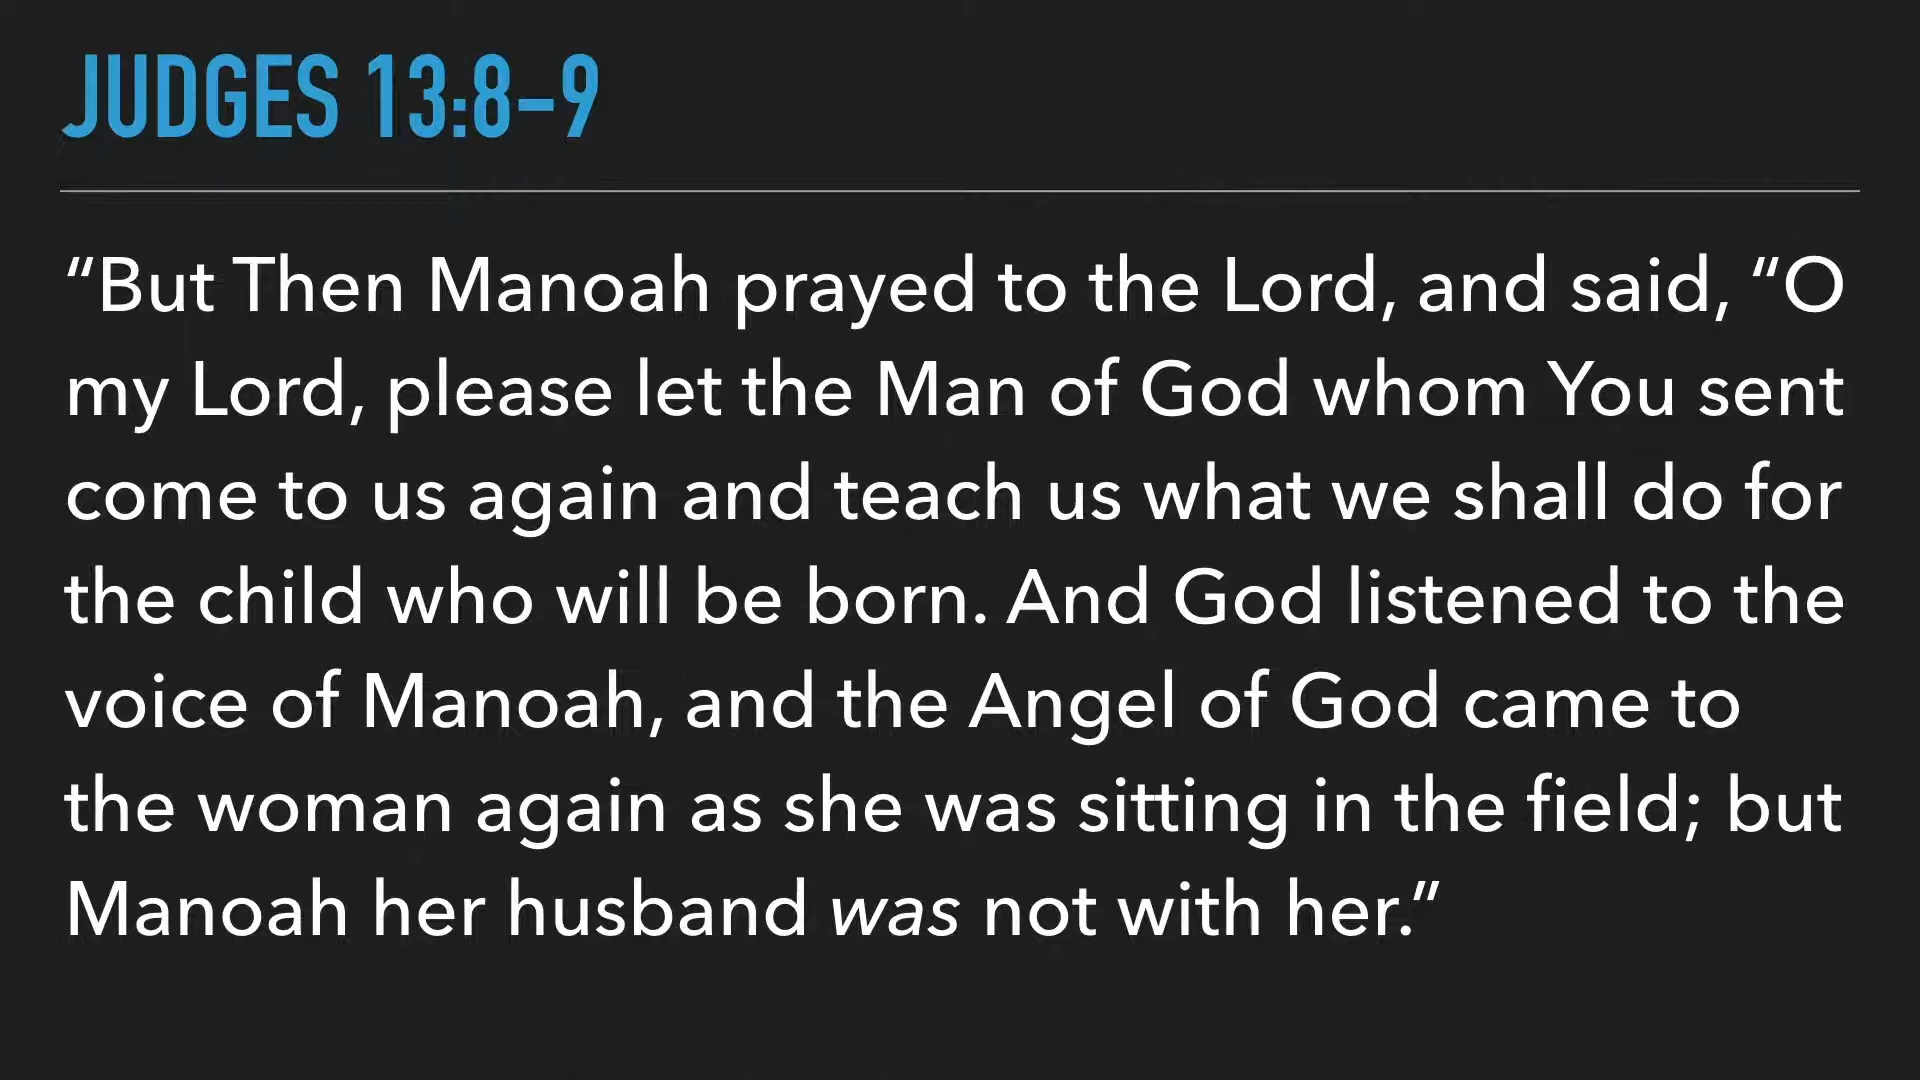 JUDGES 13:8-9
“But Then Manoah prayed to the Lord, and said, “O
my Lord, please let the Man of God whom You sent
come to us again and teach us what we shall do for
the child who will be born. And God listened to the
voice of Manoah, and the Angel of God came to
the woman again as she was sitting in the field; but
Manoah her husband was not with her.”